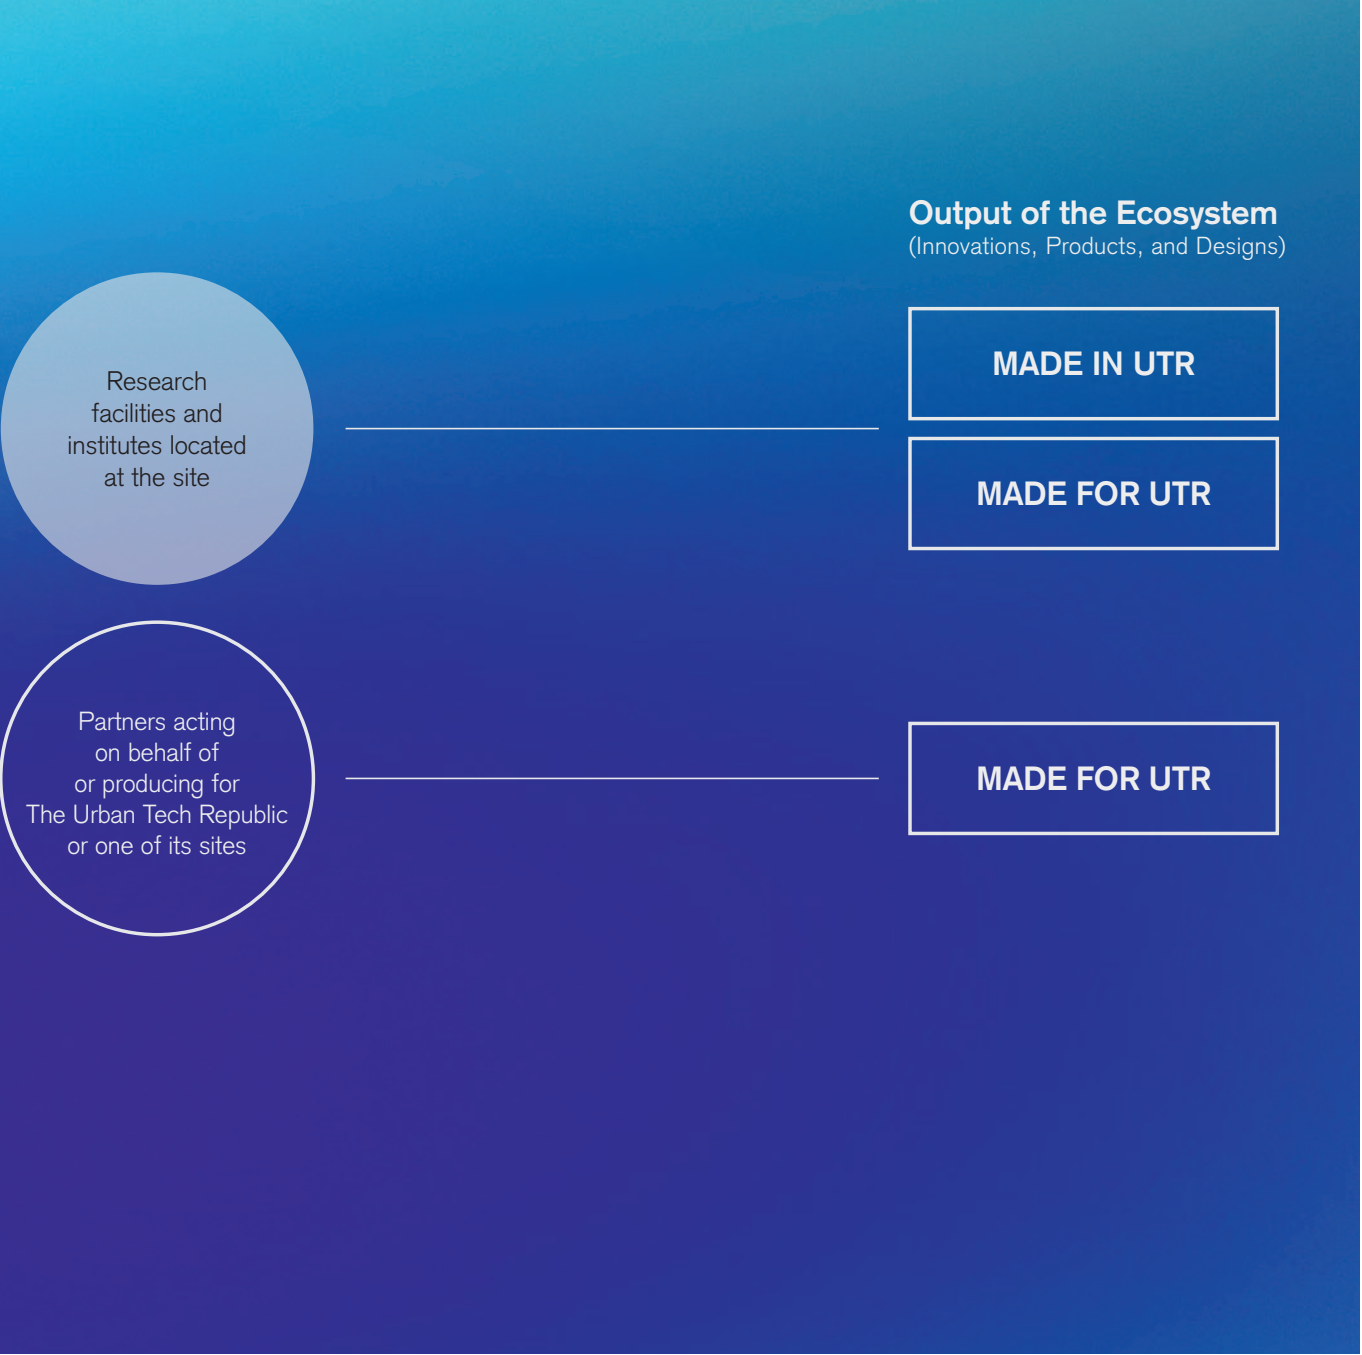 Output of the Ecosystem
(Innovations, Products, and Designs)
Research
facilities and
institutes located
at the site
MADE IN UTR
MADE FOR UTR
Partners acting
on behalf of
or producing for
The Urban Tech Republic
or one of its sites
MADE FOR UTR